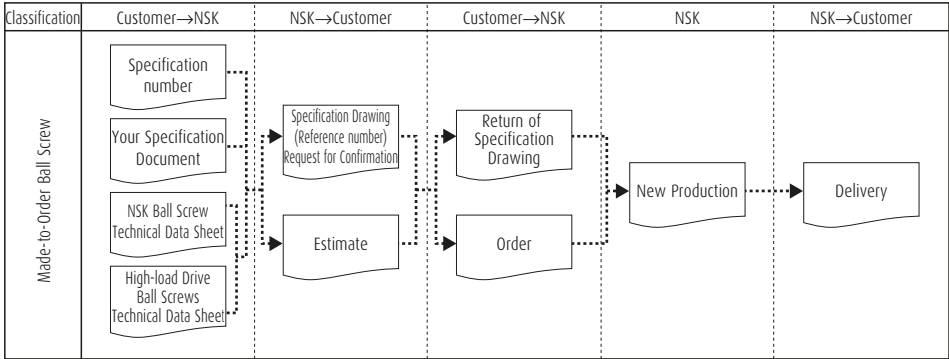 Classification
Customer→NSK
NSK→Customer
Customer→NSK
NSK
NSK→Customer
Made-to-Order Ball Screw
Specification
number
Your Specification
Document
NSK Ball Screw
Technical Data Sheet
High-load Drive
Ball Screws
Technical Data Sheet
Specification Drawing
(Reference number)
Request for Confirmation
Estimate
Return of
Specification
Drawing
Order
New Production
Delivery